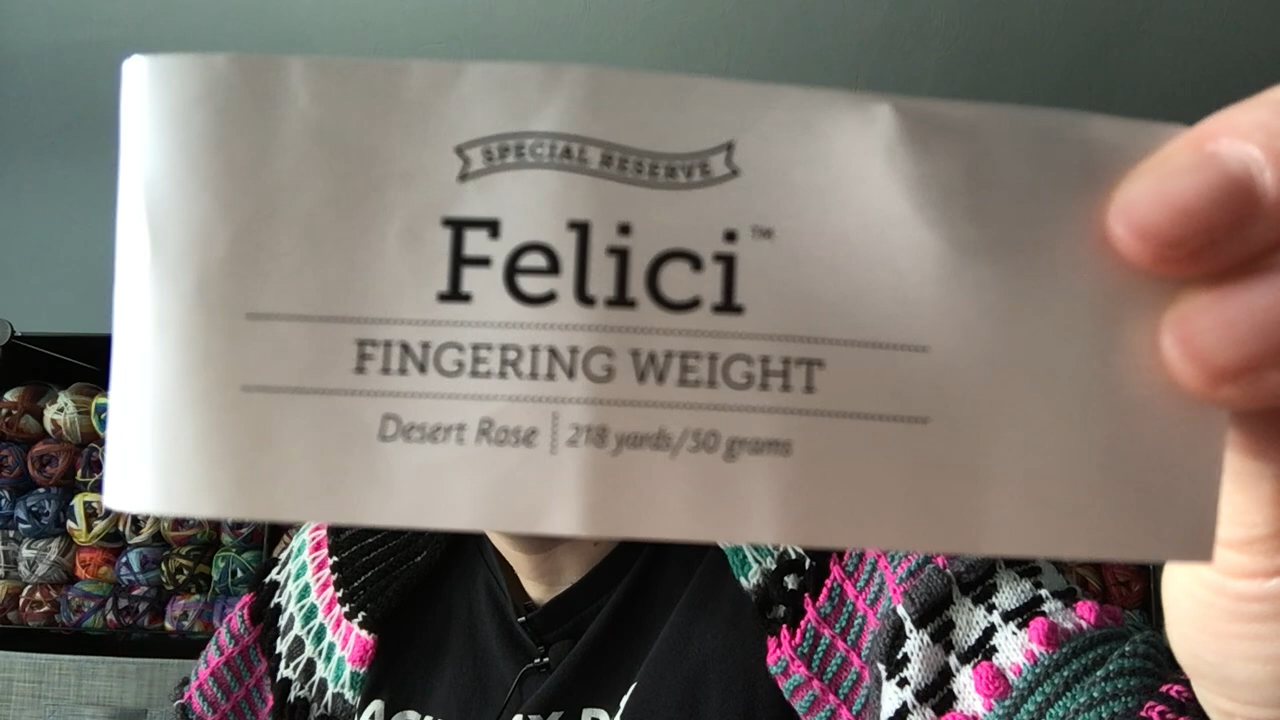 SPECIAL RESERVE
Felici™
FINGERING WEIGHT
Desert Rose | 218 yards/50 grams